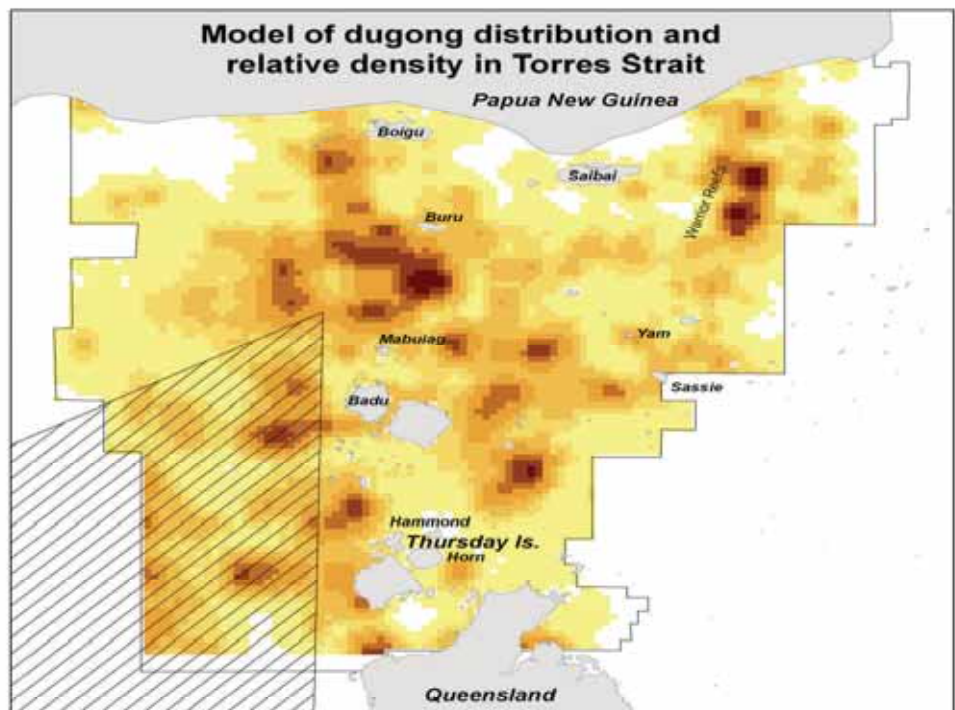 Model of dugong distribution and
relative density in Torres Strait
Papua New Guinea
Boigu
Saibai
Warrior Reefs
Buru
Mabuiag
Yam
Badu
Sassie
Hammond
Thursday Is.
Horn
Queensland